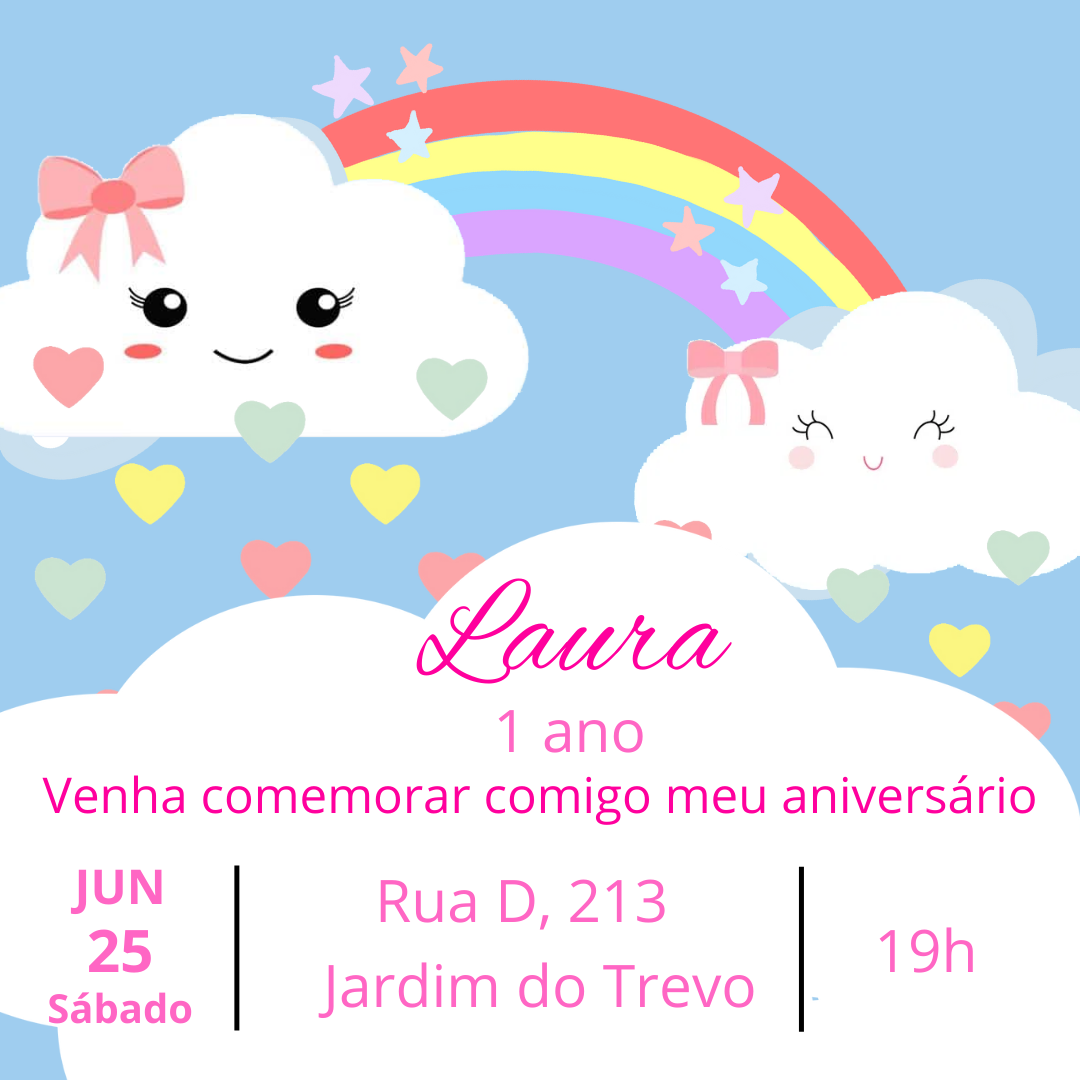 Laura
1 ano
Venha comemorar comigo meu aniversário
JUN
25
Sábado
Rua D, 213
Jardim do Trevo
19h